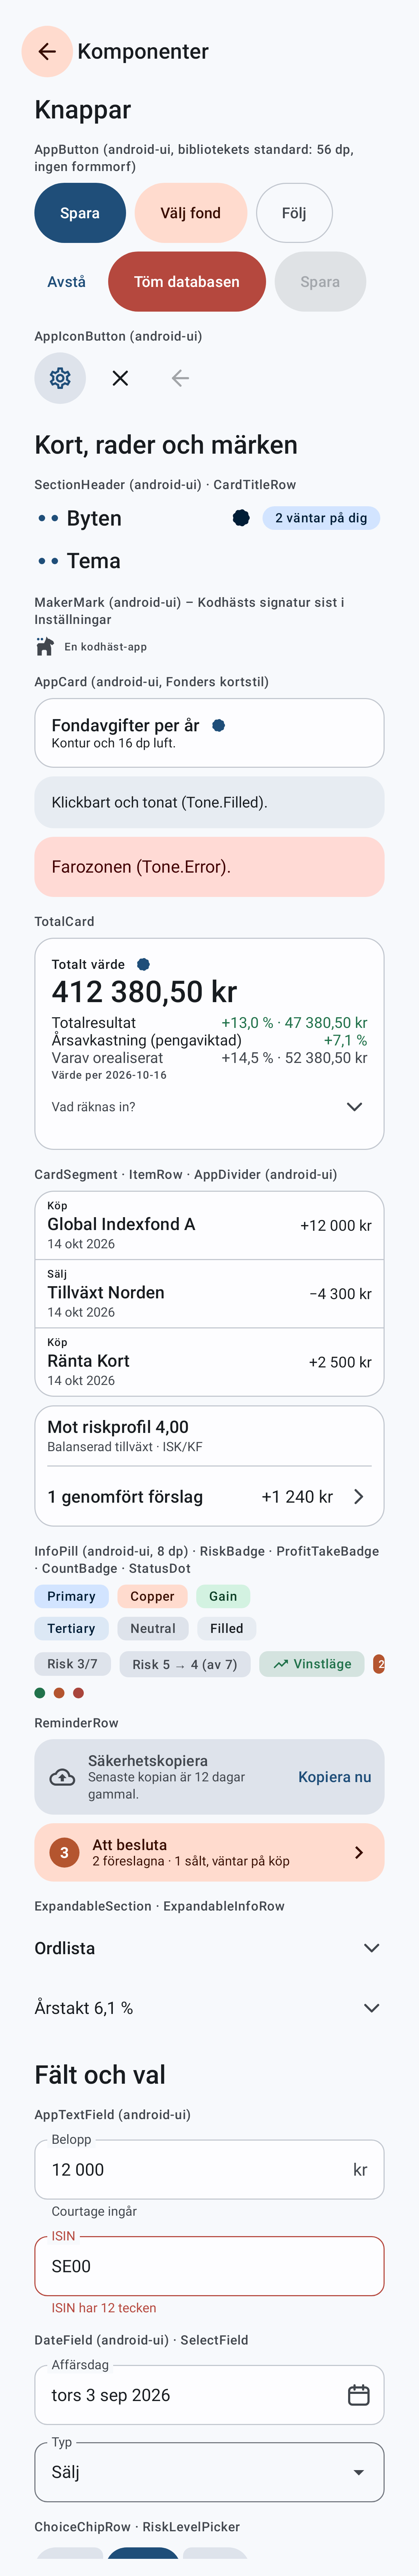 Komponenter
Knappar
AppButton (android-ui, bibliotekets standard: 56 dp,
ingen formmorf)
Spara Välj fond Följ
Avstå Töm databasen Spara
AppIconButton (android-ui)
Kort, rader och märken
SectionHeader (android-ui) · CardTitleRow
Byten 2 väntar på dig
Tema
MakerMark (android-ui) – Kodhästs signatur sist i
Inställningar
En kodhäst-app
AppCard (android-ui, Fonders kortstil)
Fondavgifter per år
Kontur och 16 dp luft.
Klickbart och tonat (Tone.Filled).
Farozonen (Tone.Error).
TotalCard
Totalt värde
412 380,50 kr
Totalresultat +13,0 % · 47 380,50 kr
Årsavkastning (pengaviktad) +7,1 %
Varav orealiserat +14,5 % · 52 380,50 kr
Värde per 2026-10-16
Vad räknas in?
CardSegment · ItemRow · AppDivider (android-ui)
Köp
Global Indexfond A +12 000 kr
14 okt 2026
Sälj
Tillväxt Norden −4 300 kr
14 okt 2026
Köp
Ränta Kort +2 500 kr
14 okt 2026
Mot riskprofil 4,00
Balanserad tillväxt · ISK/KF
1 genomfört förslag +1 240 kr
InfoPill (android-ui, 8 dp) · RiskBadge · ProfitTakeBadge
· CountBadge · StatusDot
Primary Copper Gain
Tertiary Neutral Filled
Risk 3/7 Risk 5 → 4 (av 7) Vinstläge 2
ReminderRow
Säkerhetskopiera
Senaste kopian är 12 dagar
gammal.
Kopiera nu
3 Att besluta
2 föreslagna · 1 sålt, väntar på köp
ExpandableSection · ExpandableInfoRow
Ordlista
Årstakt 6,1 %
Fält och val
AppTextField (android-ui)
Belopp
12 000 kr
Courtage ingår
ISIN
SE00
ISIN har 12 tecken
DateField (android-ui) · SelectField
Affärsdag
tors 3 sep 2026
Typ
Sälj
ChoiceChipRow · RiskLevelPicker